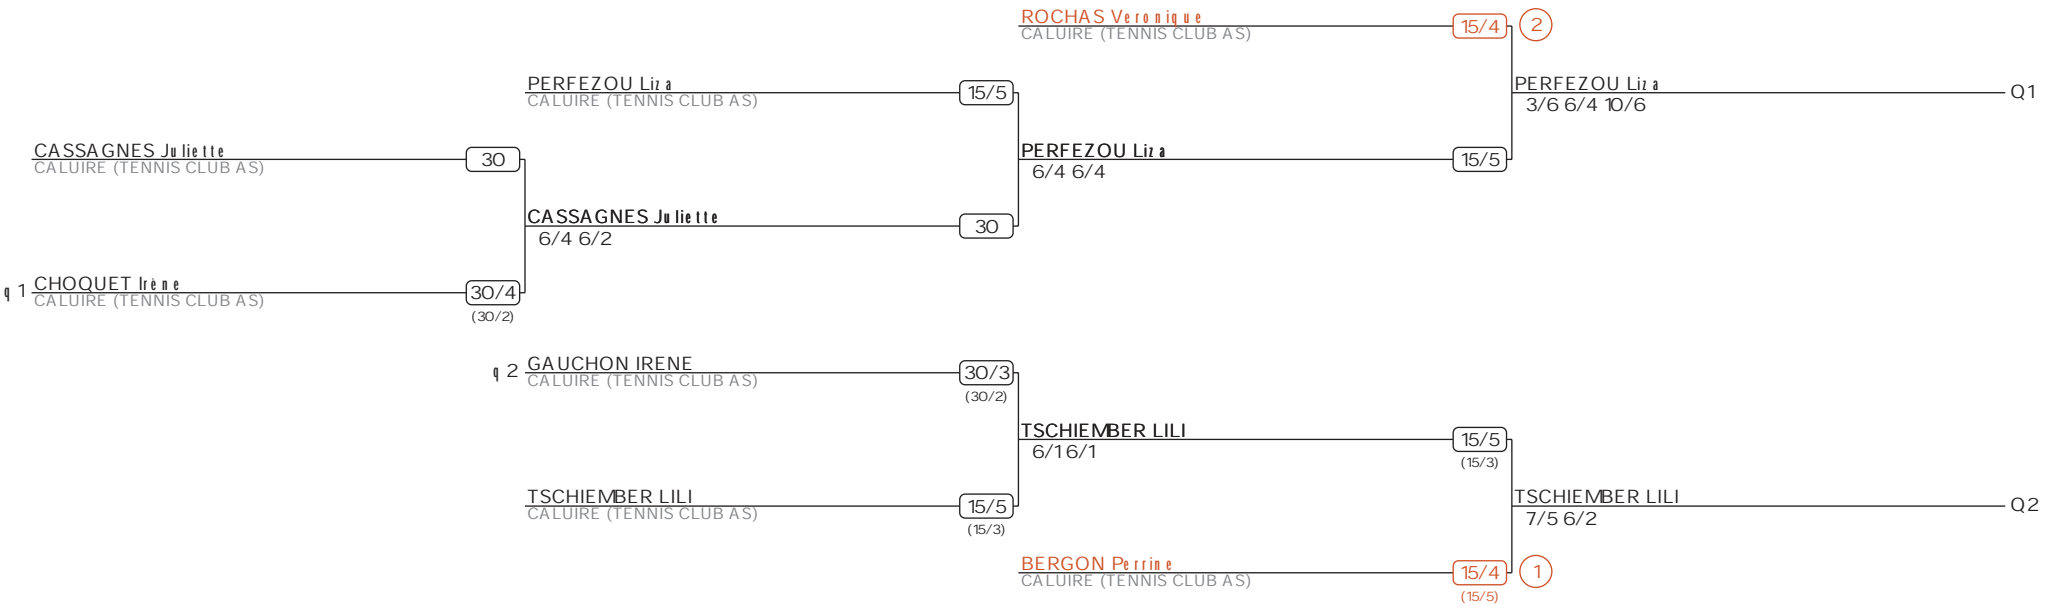 ROCHAS Veronique 15/4 2
CALUIRE (TENNIS CLUB AS)
PERFEZOU Liza 15/5
CALUIRE (TENNIS CLUB AS)
PERFEZOU Liza Q1
3/6 6/4 10/6
CASSAGNES Juliette 30
CALUIRE (TENNIS CLUB AS)
PERFEZOU Liza 15/5
6/4 6/4
CASSAGNES Juliette 30
6/4 6/2
q1 CHOQUET Irène 30/4
CALUIRE (TENNIS CLUB AS)
(30/2)
q2 GAUCHON IRENE 30/3
CALUIRE (TENNIS CLUB AS)
(30/2)
TSCHIEMBER LILI 15/5
6/1 6/1
(15/3)
TSCHIEMBER LILI 15/5
CALUIRE (TENNIS CLUB AS)
(15/3)
TSCHIEMBER LILI Q2
7/5 6/2
BERGON Perrine 15/4 1
CALUIRE (TENNIS CLUB AS)
(15/5)